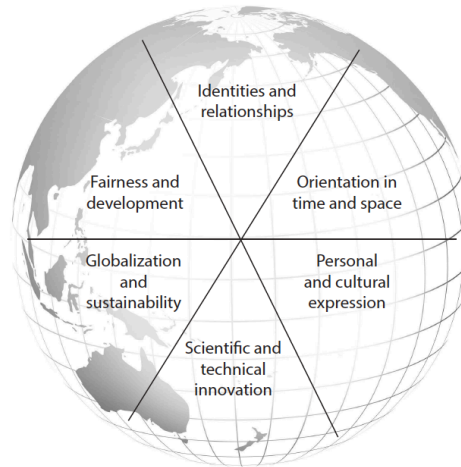 Identities and
relationships
Fairness and
development
Orientation in
time and space
Globalization
and
sustainability
Personal
and cultural
expression
Scientific and
technical
innovation